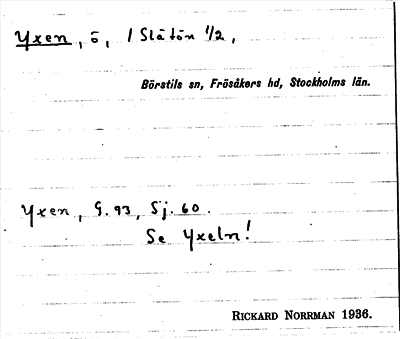 Yxen, ö, / Slätön 1/2,
Börstils sn, Frösåkers hd, Stockholms län.
Yxen, G. 93, Sj. 60.
Se Yxeln!
RICKARD NORRMAN 1936.